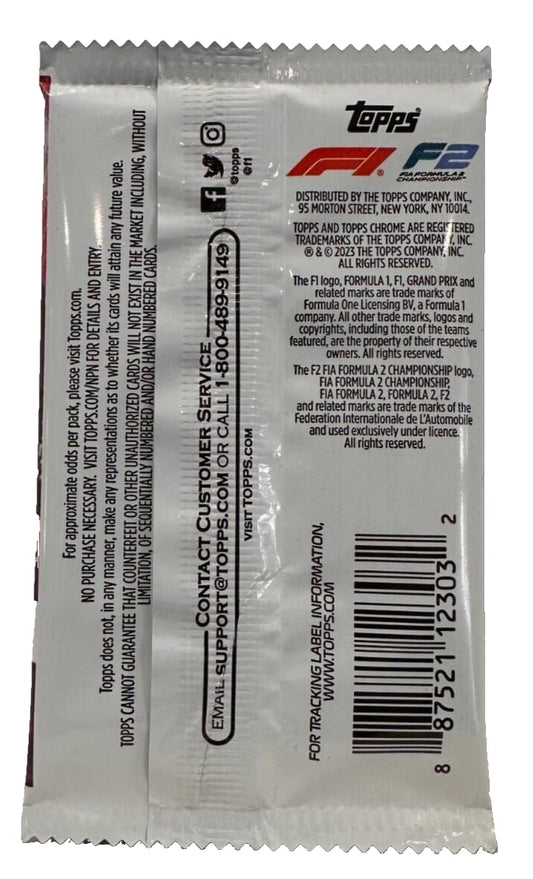 Topps®
F1®
F2
FIA FORMULA 2
CHAMPIONSHIP™
DISTRIBUTED BY THE TOPPS COMPANY, INC.,
95 MORTON STREET, NEW YORK, NY 10014.
TOPPS AND TOPPS CHROME ARE REGISTERED
TRADEMARKS OF THE TOPPS COMPANY, INC.
® & © 2023 THE TOPPS COMPANY, INC.
ALL RIGHTS RESERVED.
The F1 logo, FORMULA 1, F1, GRAND PRIX and
related marks are trade marks of
Formula One Licensing BV, a Formula 1
company. All other trade marks, logos and
copyrights, including those of the teams
featured, are the property of their respective
owners. All rights reserved.
The F2 FIA FORMULA 2 CHAMPIONSHIP logo,
FIA FORMULA 2 CHAMPIONSHIP,
FIA FORMULA 2, FORMULA 2, F2
and related marks are trade marks of the
Federation Internationale de L'Automobile
and used exclusively under licence.
All rights reserved.
For approximate odds per pack, please visit Topps.com.
NO PURCHASE NECESSARY. VISIT TOPPS.COM/NPN FOR DETAILS AND ENTRY.
Topps does not, in any manner, make any representations as to whether its cards will attain any future value.
TOPPS CANNOT GUARANTEE THAT COUNTERFEIT OR OTHER UNAUTHORIZED CARDS WILL NOT EXIST IN THE MARKET INCLUDING, WITHOUT
LIMITATION, OF SEQUENTIALLY NUMBERED AND/OR HAND NUMBERED CARDS.
CONTACT CUSTOMER SERVICE
EMAIL SUPPORT@TOPPS.COM OR CALL 1-800-489-9149
VISIT TOPPS.COM
@topps
@f1
FOR TRACKING LABEL INFORMATION,
WWW.TOPPS.COM
8 87521 12303 2